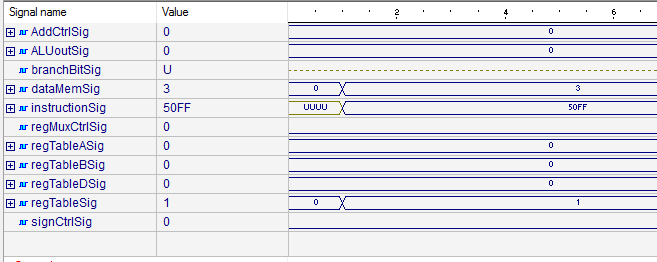 Signal name Value 2 4 6
AddCtrlSig 0 0
ALUoutSig 0 0
branchBitSig U
dataMemSig 3 0 3
instructionSig 50FF UUUU 50FF
regMuxCtrlSig 0
regTableASig 0 0
regTableBSig 0 0
regTableDSig 0 0
regTableSig 1 0 1
signCtrlSig 0